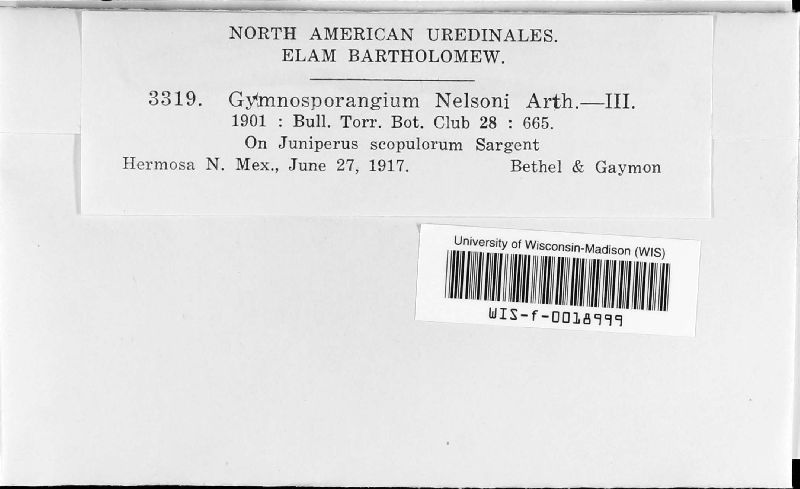 NORTH AMERICAN UREDINALES.
ELAM BARTHOLOMEW.
3319. Gymnosporangium Nelsoni Arth.—III.
1901 : Bull. Torr. Bot. Club 28 : 665.
On Juniperus scopulorum Sargent
Hermosa N. Mex., June 27, 1917. Bethel & Gaymon
University of Wisconsin-Madison (WIS)
WIS-f-0018999